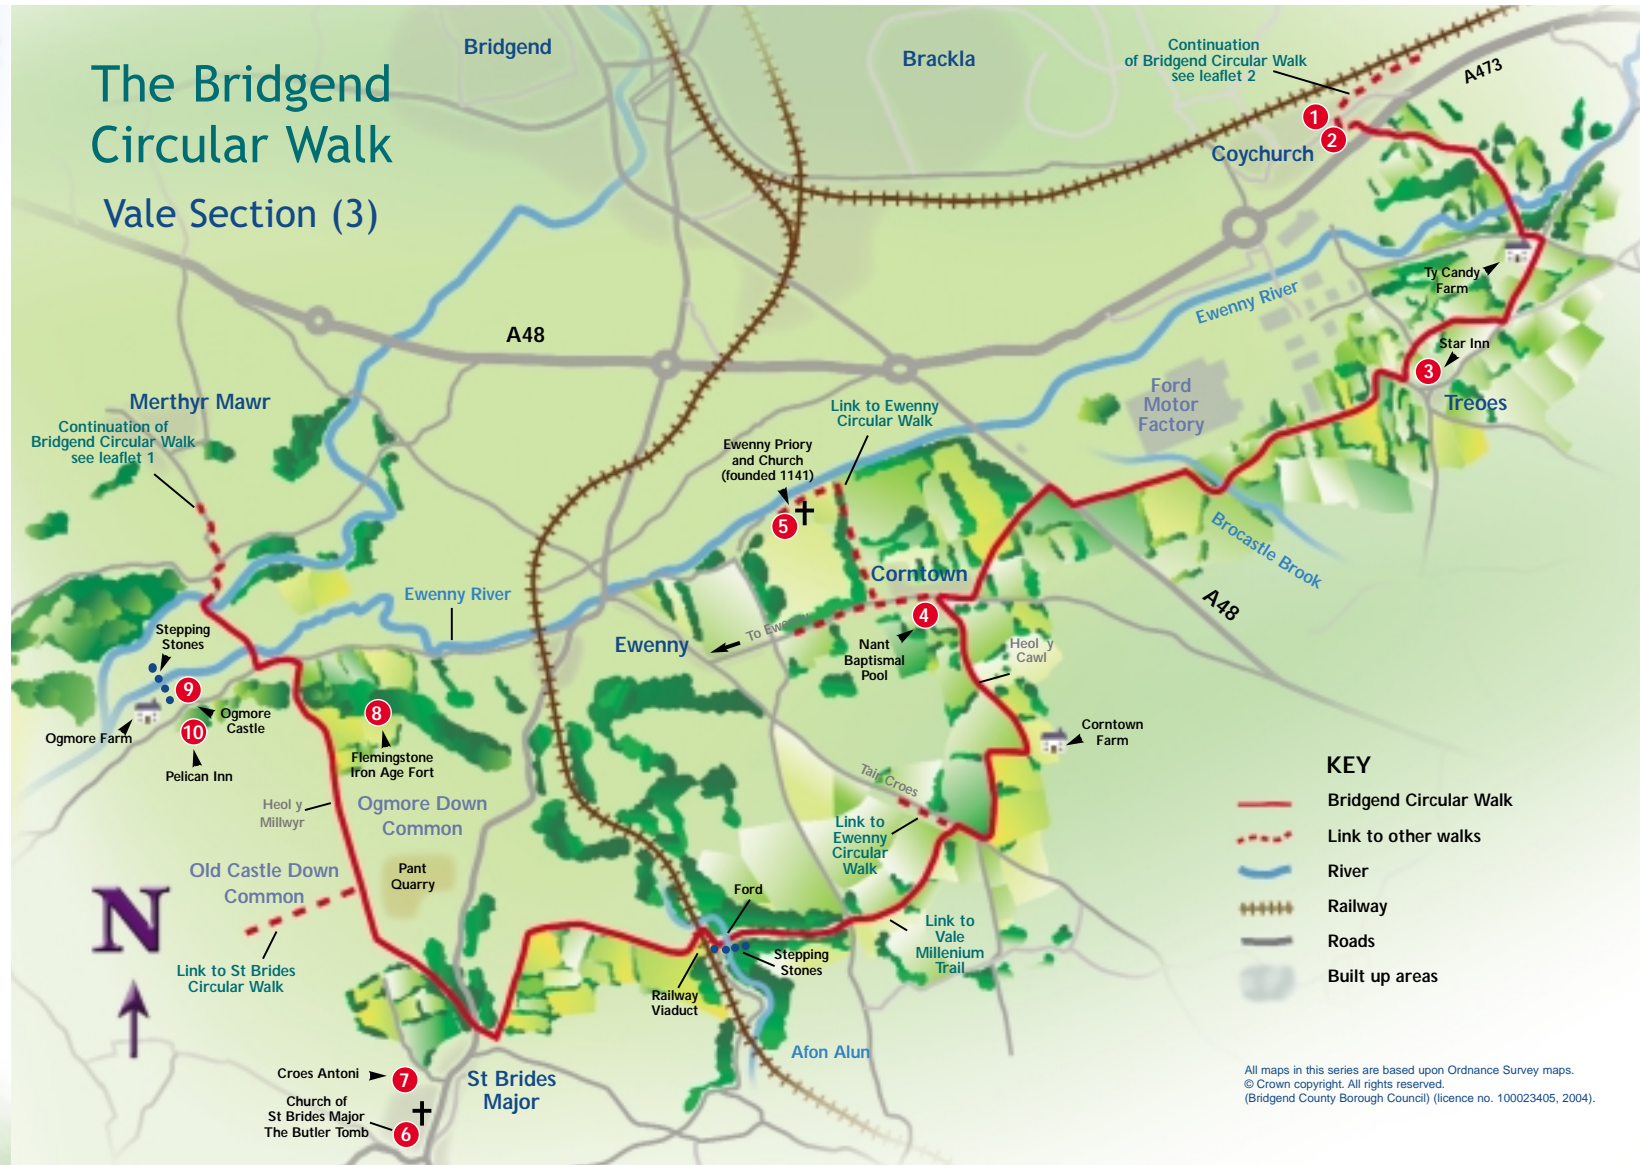 The Bridgend
Circular Walk
Vale Section (3)
Bridgend
Brackla
Continuation
of Bridgend Circular Walk
see leaflet 2
A473
1
2
Coychurch
Ty Candy
Farm
Ewenny River
Star Inn
3
Treoes
Ford
Motor
Factory
A48
Merthyr Mawr
Continuation of
Bridgend Circular Walk
see leaflet 1
Link to Ewenny
Circular Walk
Ewenny Priory
and Church
(founded 1141)
5
Brocastle Brook
A48
Corntown
4
Nant
Baptismal
Pool
Heol y
Cawl
Ewenny River
Ewenny
To Ewenny
Stepping
Stones
9
Ogmore
Castle
10
Ogmore Farm
Pelican Inn
8
Flemingstone
Iron Age Fort
Corntown
Farm
Heol y
Millwyr
Ogmore Down
Common
Tair Croes
Link to
Ewenny
Circular
Walk
Old Castle Down
Common
Pant
Quarry
Ford
N
Link to St Brides
Circular Walk
Link to
Vale
Millenium
Trail
Stepping
Stones
Railway
Viaduct
Afon Alun
Croes Antoni
7
St Brides
Major
Church of
St Brides Major
The Butler Tomb
6
KEY
Bridgend Circular Walk
Link to other walks
River
Railway
Roads
Built up areas
All maps in this series are based upon Ordnance Survey maps.
© Crown copyright. All rights reserved.
(Bridgend County Borough Council) (licence no. 100023405, 2004).